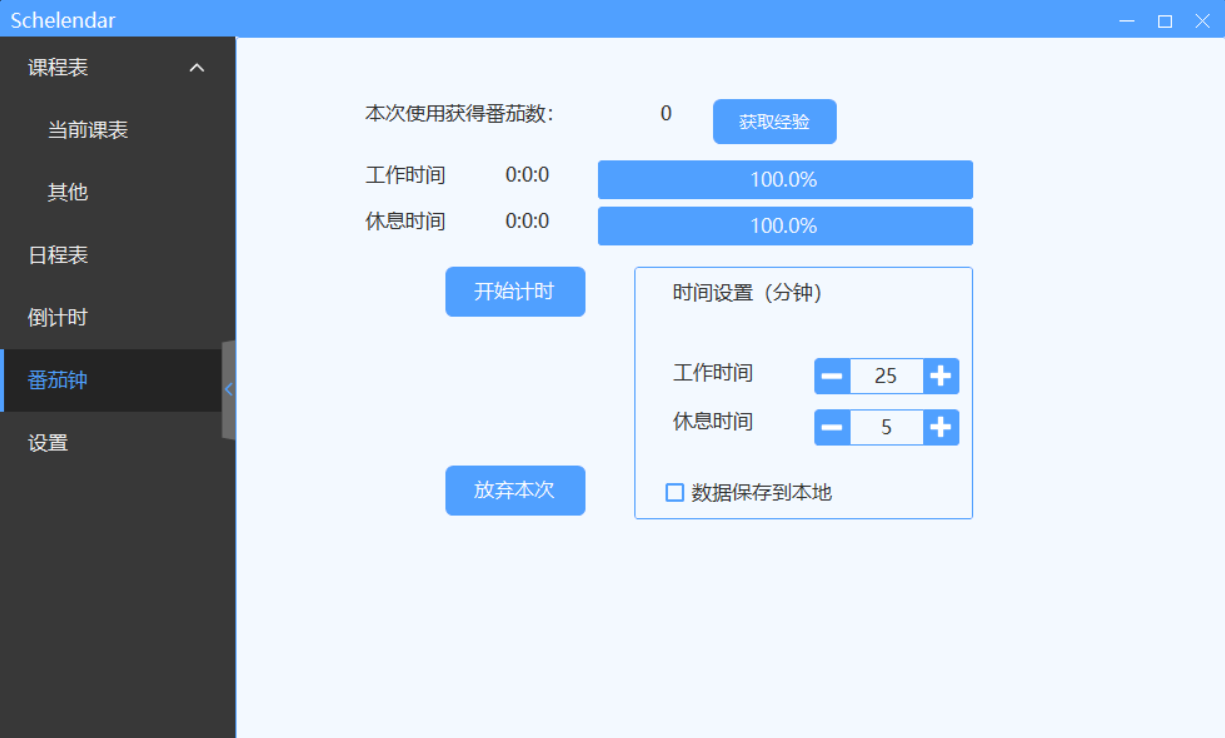 Schelendar
课程表
当前课表
其他
日程表
倒计时
番茄钟
设置
本次使用获得番茄数：
0
获取经验
工作时间
0:0:0
100.0%
休息时间
0:0:0
100.0%
开始计时
放弃本次
时间设置（分钟）
工作时间
25
休息时间
5
数据保存到本地